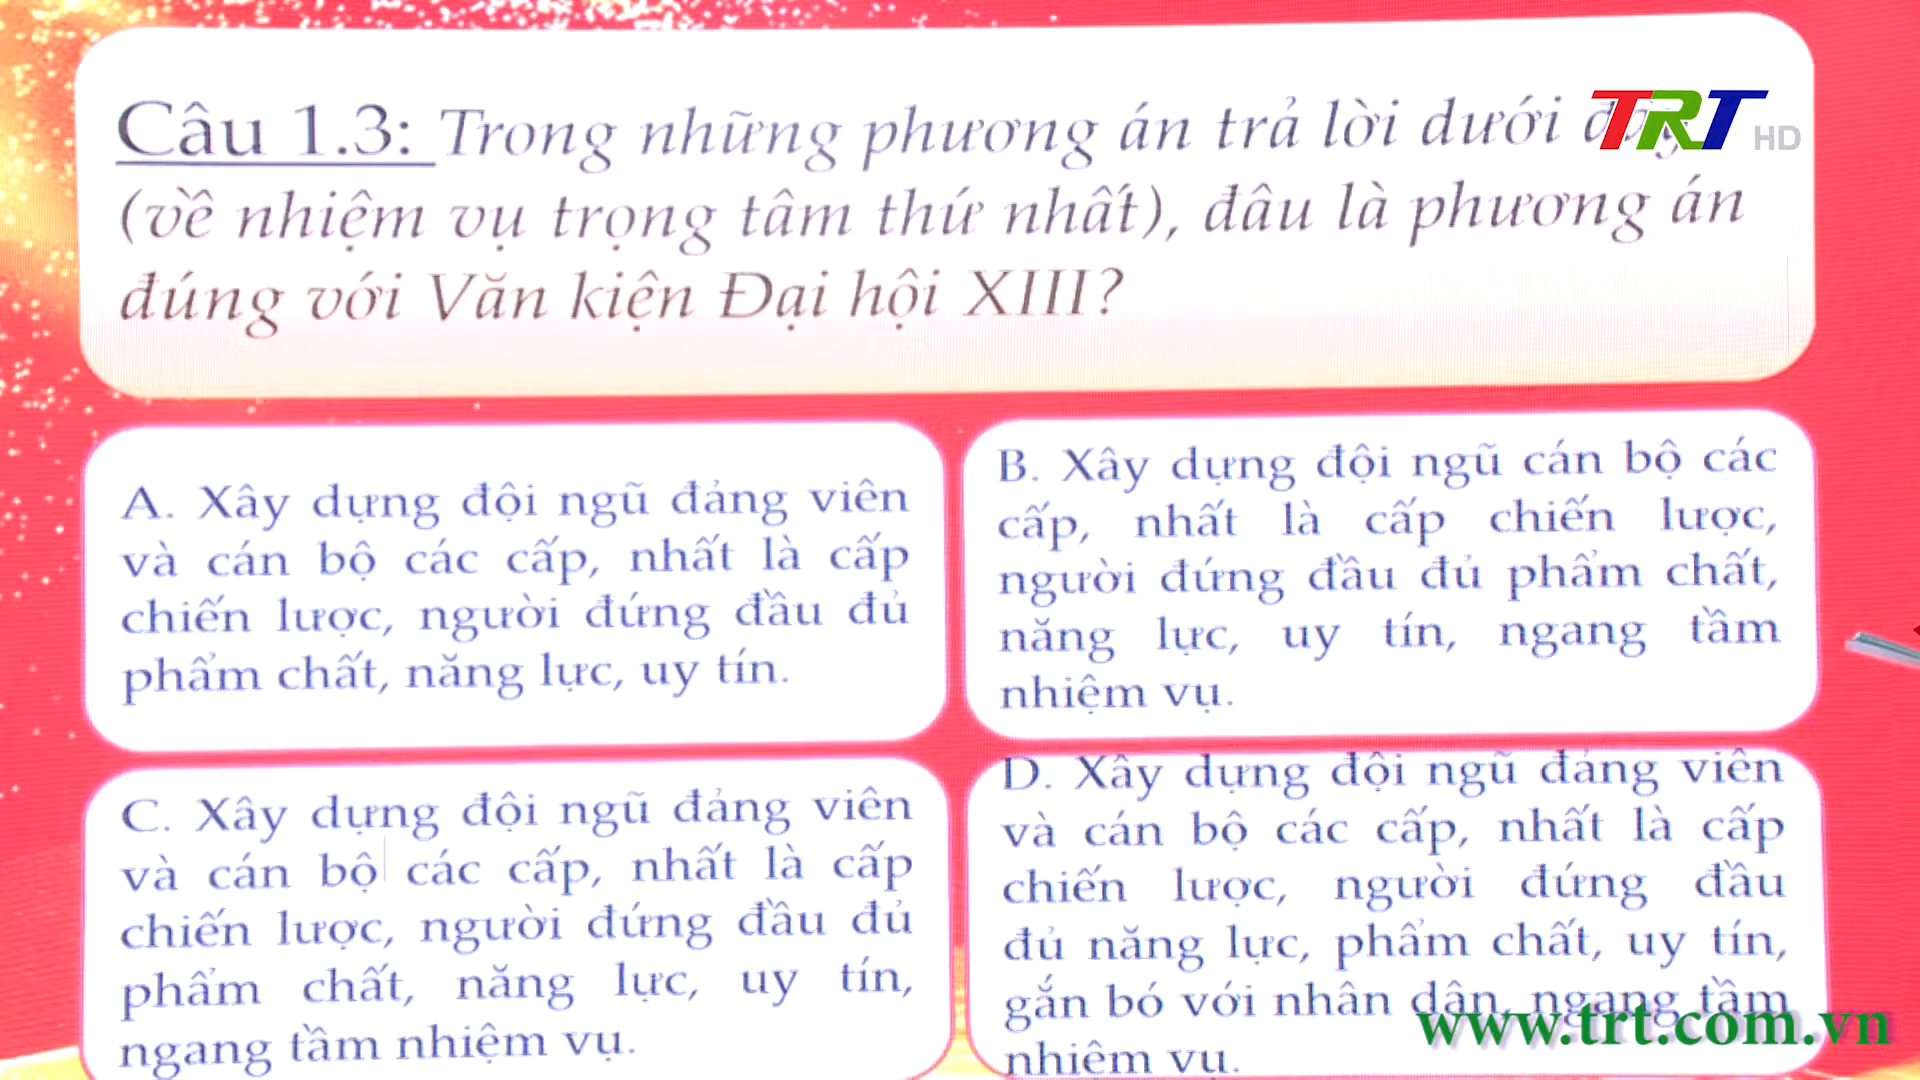 Câu 1.3: Trong những phương án trả lời dưới
TRT HD
(về nhiệm vụ trọng tâm thứ nhất), đâu là phương án
đúng với Văn kiện Đại hội XIII?
A. Xây dựng đội ngũ đảng viên
và cán bộ các cấp, nhất là cấp
chiến lược, người đứng đầu đủ
phẩm chất, năng lực, uy tín.
B. Xây dựng đội ngũ cán bộ các
cấp, nhất là cấp chiến lược,
người đứng đầu đủ phẩm chất,
năng lực, uy tín, ngang tầm
nhiệm vụ.
C. Xây dựng đội ngũ đảng viên
và cán bộ các cấp, nhất là cấp
chiến lược, người đứng đầu đủ
phẩm chất, năng lực, uy tín,
ngang tầm nhiệm vụ.
D. Xây dựng đội ngũ đảng viên
và cán bộ các cấp, nhất là cấp
chiến lược, người đứng đầu
đủ năng lực, phẩm chất, uy tín,
gắn bó với nhân dân, ngang tầm
nhiệm vụ.
www.trt.com.vn